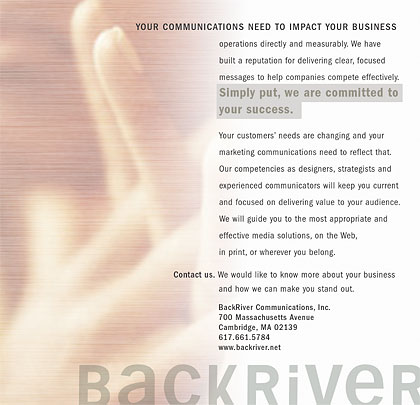 YOUR COMMUNICATIONS NEED TO IMPACT YOUR BUSINESS
operations directly and measurably. We have
built a reputation for delivering clear, focused
messages to help companies compete effectively.
Simply put, we are committed to
your success.
Your customers' needs are changing and your
marketing communications need to reflect that.
Our competencies as designers, strategists and
experienced communicators will keep you current
and focused on delivering value to your audience.
We will guide you to the most appropriate and
effective media solutions, on the Web,
in print, or wherever you belong.
Contact us. We would like to know more about your business
and how we can make you stand out.
BackRiver Communications, Inc.
700 Massachusetts Avenue
Cambridge, MA 02139
617.661.5784
www.backriver.net
BacKRiveR